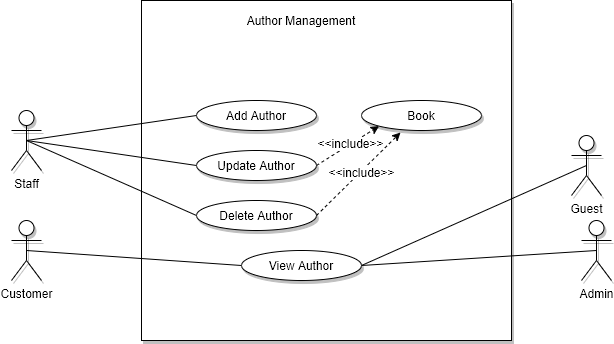 Author Management
Add Author
Book
<<include>>
Update Author
<<include>>
Staff
Delete Author
Guest
View Author
Customer
Admin